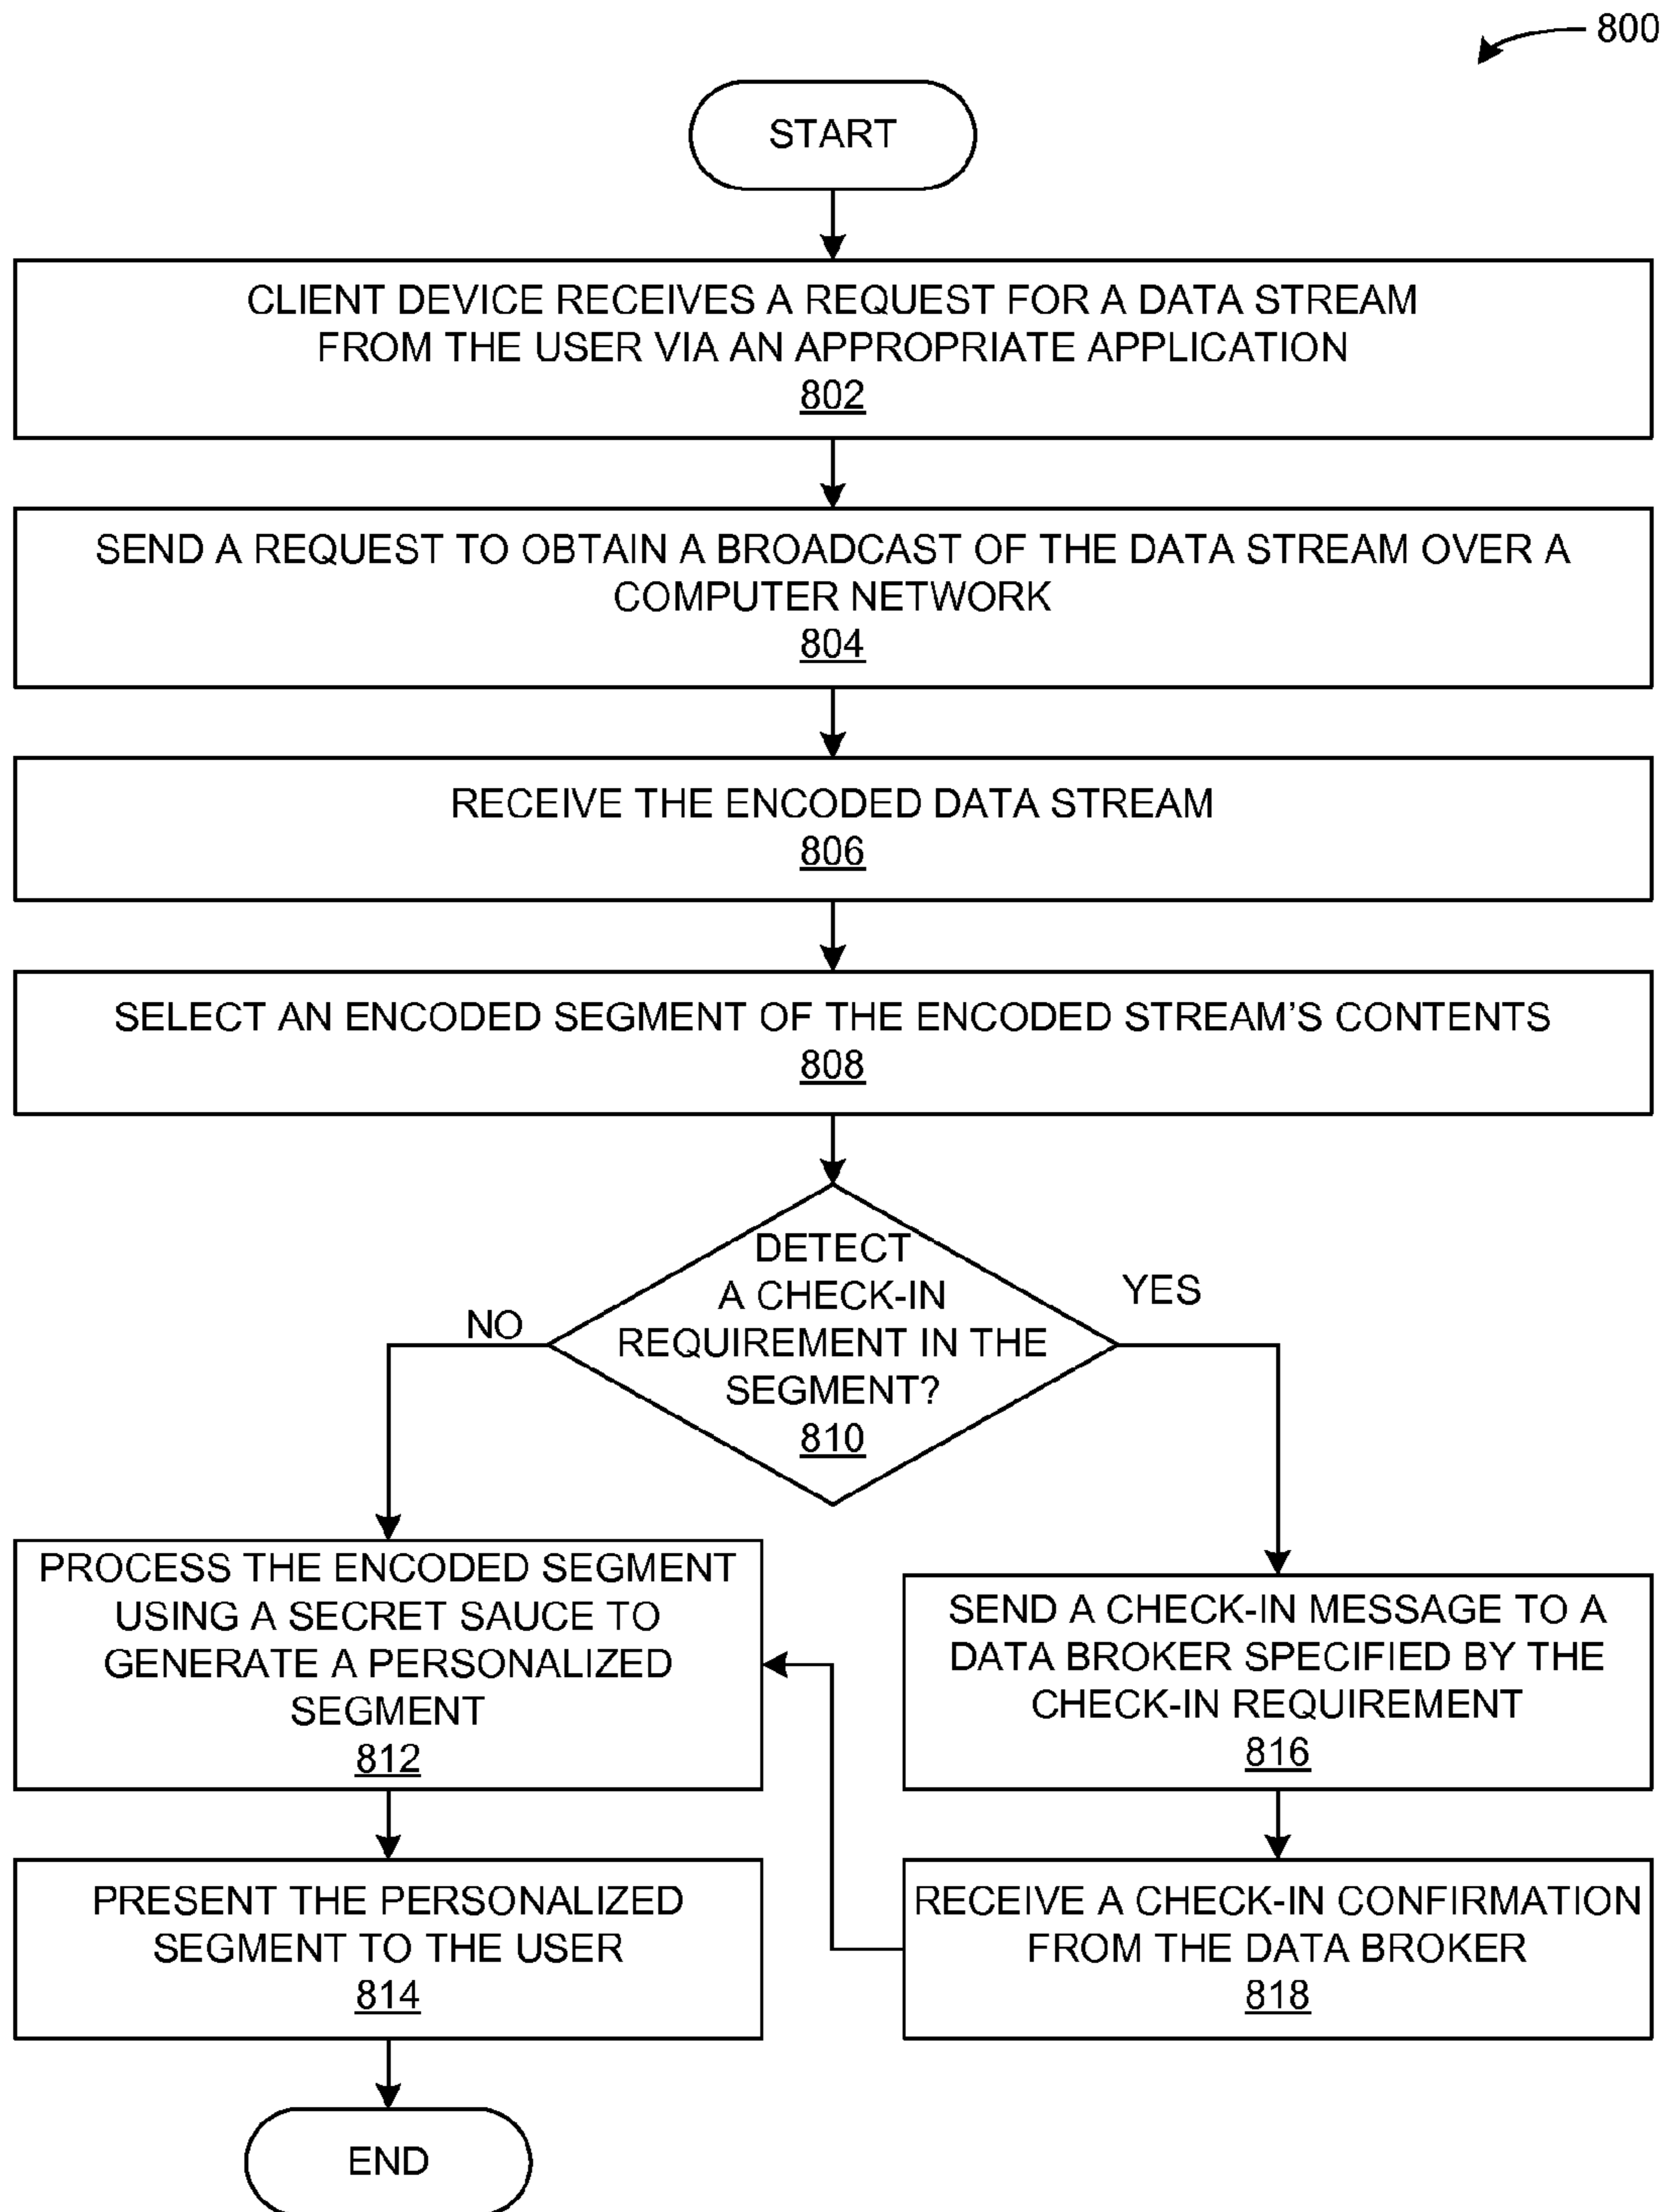 800
START
CLIENT DEVICE RECEIVES A REQUEST FOR A DATA STREAM
FROM THE USER VIA AN APPROPRIATE APPLICATION
802
SEND A REQUEST TO OBTAIN A BROADCAST OF THE DATA STREAM OVER A
COMPUTER NETWORK
804
RECEIVE THE ENCODED DATA STREAM
806
SELECT AN ENCODED SEGMENT OF THE ENCODED STREAM'S CONTENTS
808
DETECT
A CHECK-IN
REQUIREMENT IN THE
SEGMENT?
810
NO
YES
PROCESS THE ENCODED SEGMENT
USING A SECRET SAUCE TO
GENERATE A PERSONALIZED
SEGMENT
812
SEND A CHECK-IN MESSAGE TO A
DATA BROKER SPECIFIED BY THE
CHECK-IN REQUIREMENT
816
PRESENT THE PERSONALIZED
SEGMENT TO THE USER
814
RECEIVE A CHECK-IN CONFIRMATION
FROM THE DATA BROKER
818
END